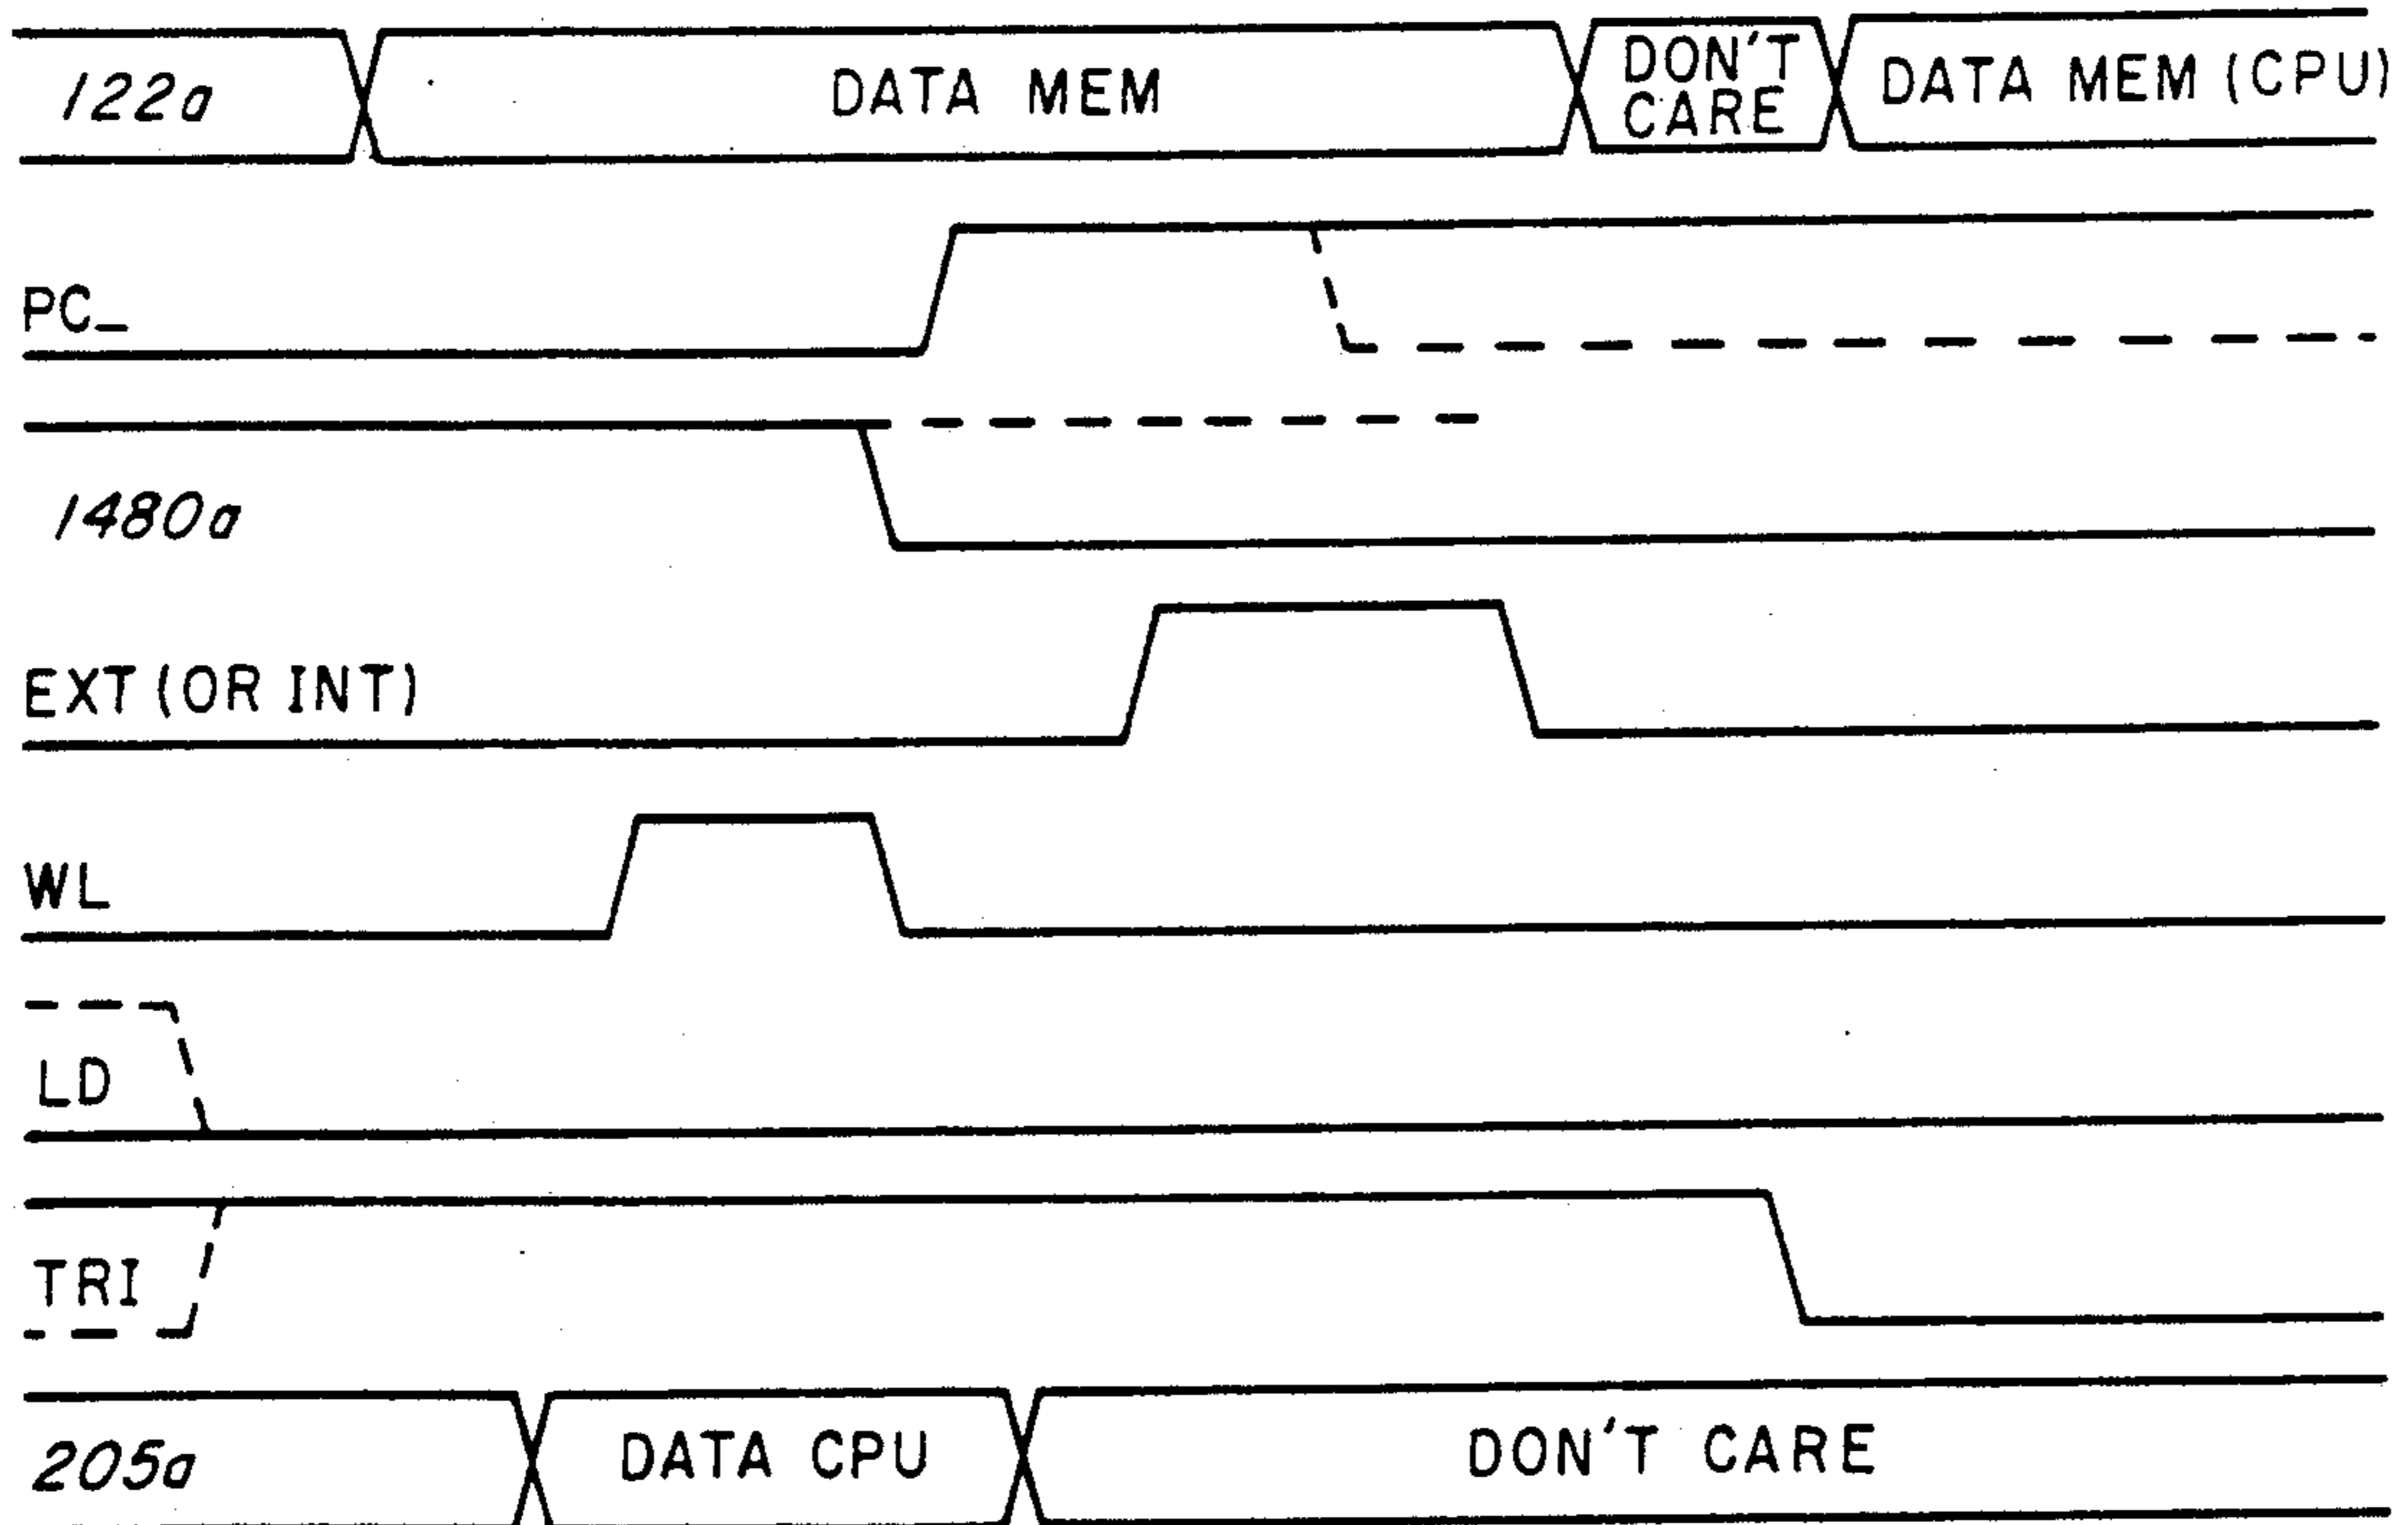 122a
DATA MEM
DON'T
CARE
DATA MEM (CPU)
PC_
1480a
EXT (OR INT)
WL
LD
TRI
205a
DATA CPU
DON'T CARE